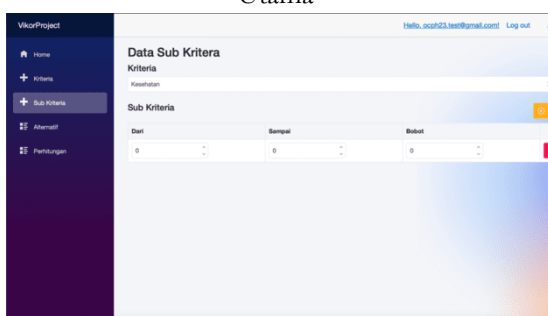 VikorProject
Hello, ocph23.test@gmail.com! Log out
Home
Kriteria
Sub Kriteria
Alternatif
Perhitungan
Data Sub Kritera
Kriteria
Kesehatan
Sub Kriteria
Dari Sampai Bobot
0 0 0